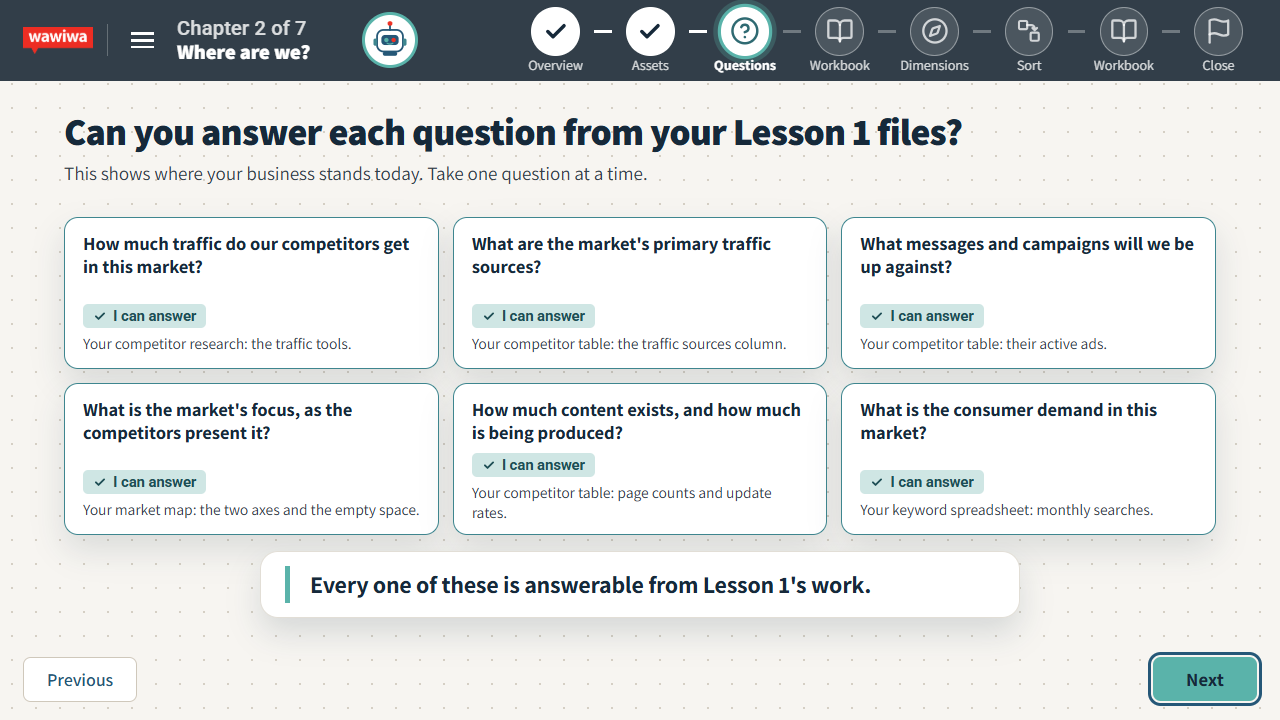 wawiwa
Chapter 2 of 7
Where are we?
Overview
Assets
Questions
Workbook
Dimensions
Sort
Workbook
Close
Can you answer each question from your Lesson 1 files?
This shows where your business stands today. Take one question at a time.
How much traffic do our competitors get
in this market?
I can answer
Your competitor research: the traffic tools.
What are the market's primary traffic
sources?
I can answer
Your competitor table: the traffic sources column.
What messages and campaigns will we be
up against?
I can answer
Your competitor table: their active ads.
What is the market's focus, as the
competitors present it?
I can answer
Your market map: the two axes and the empty space.
How much content exists, and how much
is being produced?
I can answer
Your competitor table: page counts and update
rates.
What is the consumer demand in this
market?
I can answer
Your keyword spreadsheet: monthly searches.
Every one of these is answerable from Lesson 1's work.
Previous
Next